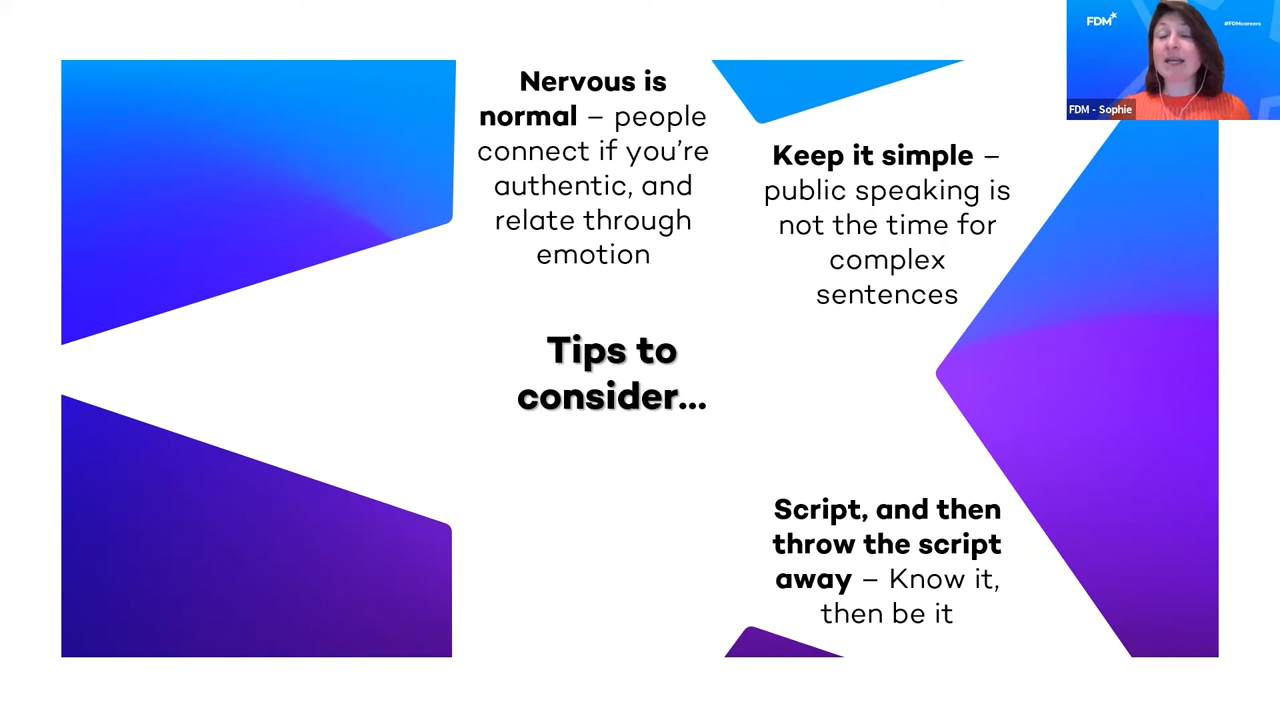 Nervous is
normal – people
connect if you're
authentic, and
relate through
emotion
Keep it simple –
public speaking is
not the time for
complex
sentences
Tips to
consider...
Script, and then
throw the script
away – Know it,
then be it
FDM
#FDMcareers
FDM - Sophie